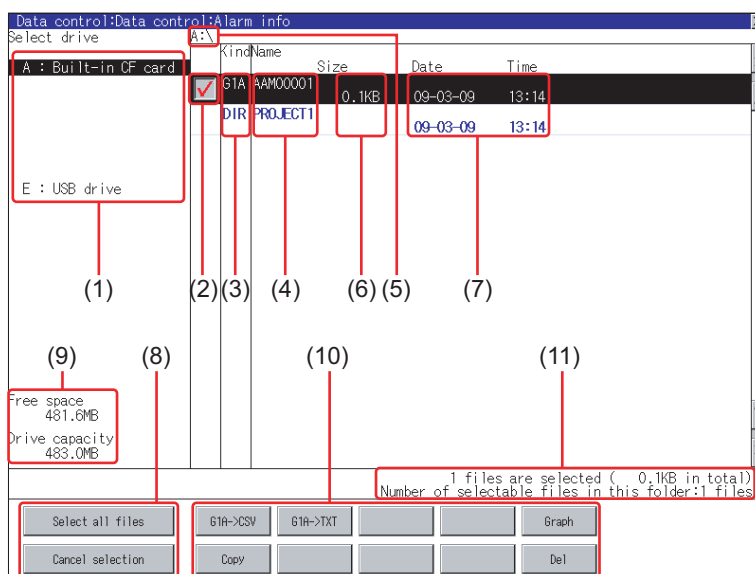 Data control:Data control:Alarm info
Select drive A:\
Kind Name Size Date Time
A : Built-in CF card
G1A AAM00001 0.1KB 09-03-09 13:14
DIR PROJECT1 09-03-09 13:14
E : USB drive
(1) (2) (3) (4) (6) (5) (7)
(9) (8) (10) (11)
Free space
481.6MB
Drive capacity
483.0MB
1 files are selected ( 0.1KB in total)
Number of selectable files in this folder:1 files
Select all files G1A->CSV G1A->TXT Graph
Cancel selection Copy Del